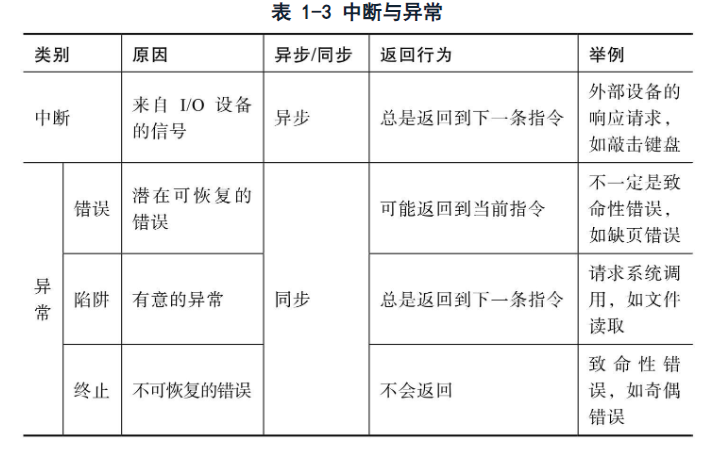 表 1-3 中断与异常
类别 原因 异步/同步 返回行为 举例
中断
来自 I/O 设备
的信号
异步
总是返回到下一条指令
外部设备的
响应请求，
如敲击键盘
异
常
错误
潜在可恢复的
错误
同步
可能返回到当前指令
不一定是致
命性错误，
如缺页错误
陷阱
有意的异常
总是返回到下一条指令
请求系统调
用，如文件
读取
终止
不可恢复的错误
不会返回
致命性错
误，如奇偶
错误